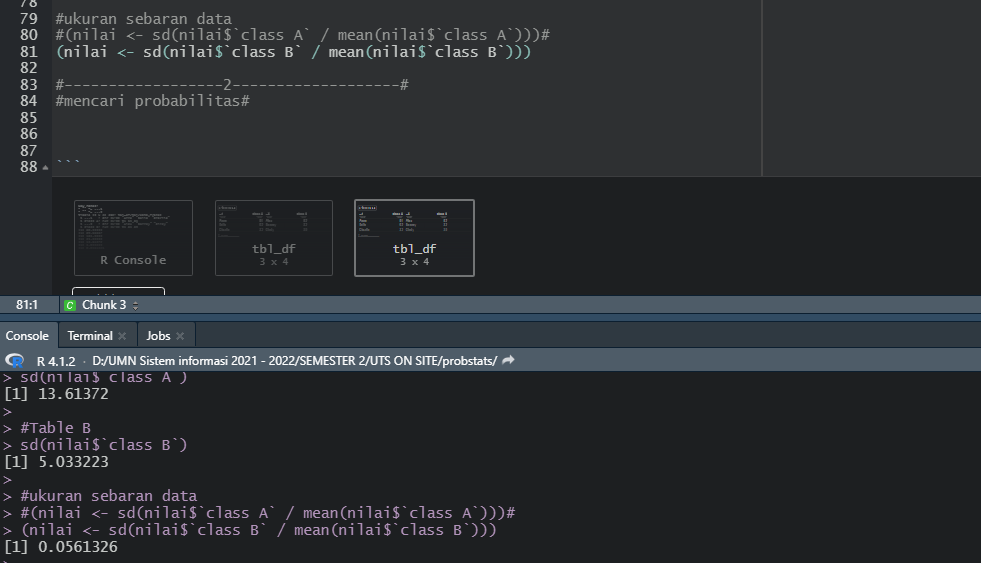 78
79 #ukuran sebaran data
80 #(nilai <- sd(nilai$`class A` / mean(nilai$`class A`)))#
81 (nilai <- sd(nilai$`class B` / mean(nilai$`class B`)))
82
83 #------------------2-------------------#
84 #mencari probabilitas#
85
86
87
88 ```
R Console
tbl_df
3 x 4
tbl_df
3 x 4
81:1 C Chunk 3
Console Terminal Jobs
R R 4.1.2 · D:/UMN Sistem informasi 2021 - 2022/SEMESTER 2/UTS ON SITE/probstats/
> sd(nilai$`class A`)
[1] 13.61372
>
> #Table B
> sd(nilai$`class B`)
[1] 5.033223
>
> #ukuran sebaran data
> #(nilai <- sd(nilai$`class A` / mean(nilai$`class A`)))#
> (nilai <- sd(nilai$`class B` / mean(nilai$`class B`)))
[1] 0.0561326
>